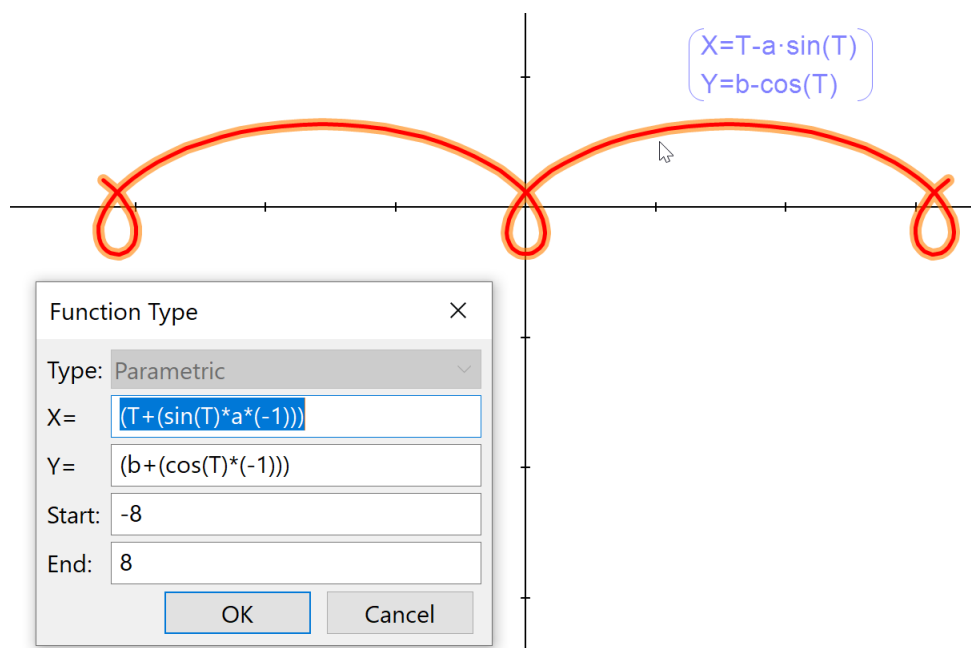 X=T-a·sin(T)
Y=b-cos(T)
Function Type
Type: Parametric
X= (T+(sin(T)*a*(-1)))
Y= (b+(cos(T)*(-1)))
Start: -8
End: 8
OK Cancel